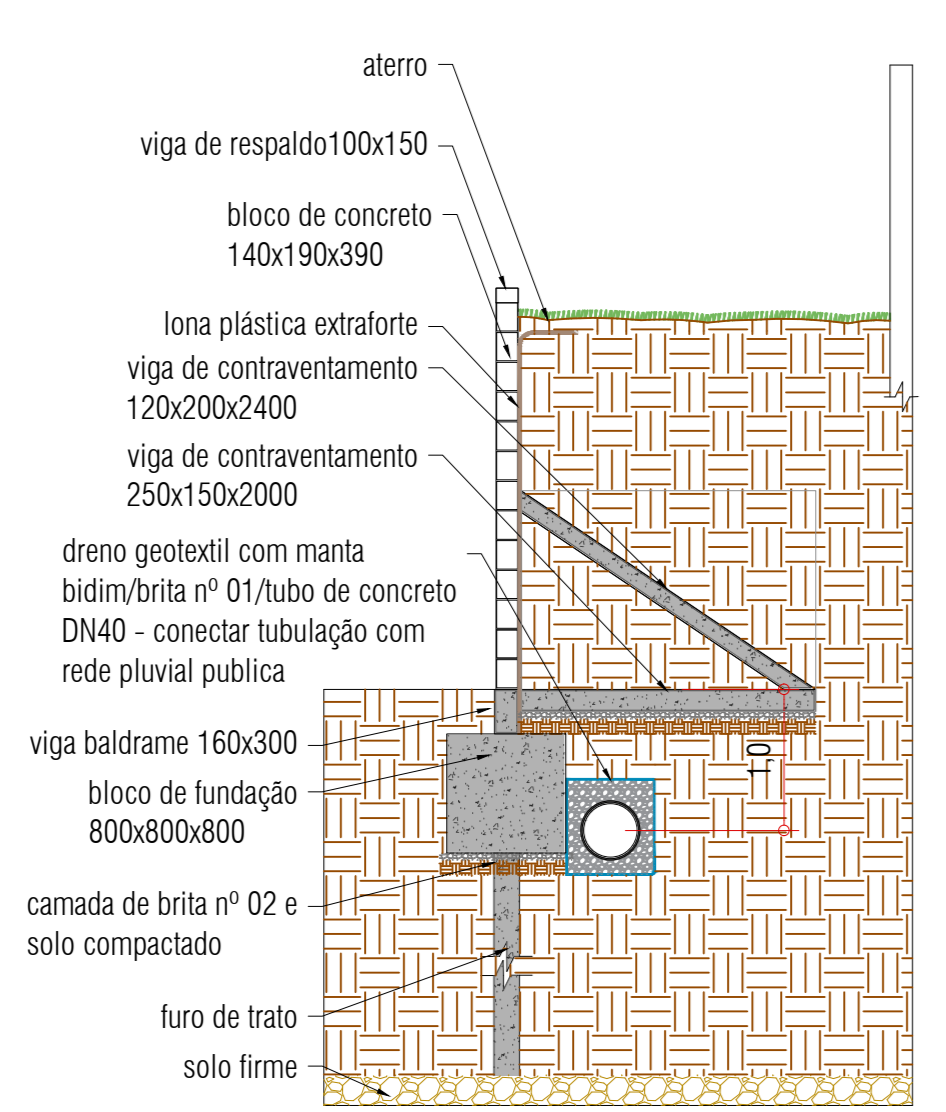 aterro
viga de respaldo100x150
bloco de concreto
140x190x390
lona plástica extraforte
viga de contraventamento
120x200x2400
viga de contraventamento
250x150x2000
dreno geotextil com manta
bidim/brita nº 01/tubo de concreto
DN40 - conectar tubulação com
rede pluvial publica
viga baldrame 160x300
1,0
bloco de fundação
800x800x800
camada de brita nº 02 e
solo compactado
furo de trato
solo firme